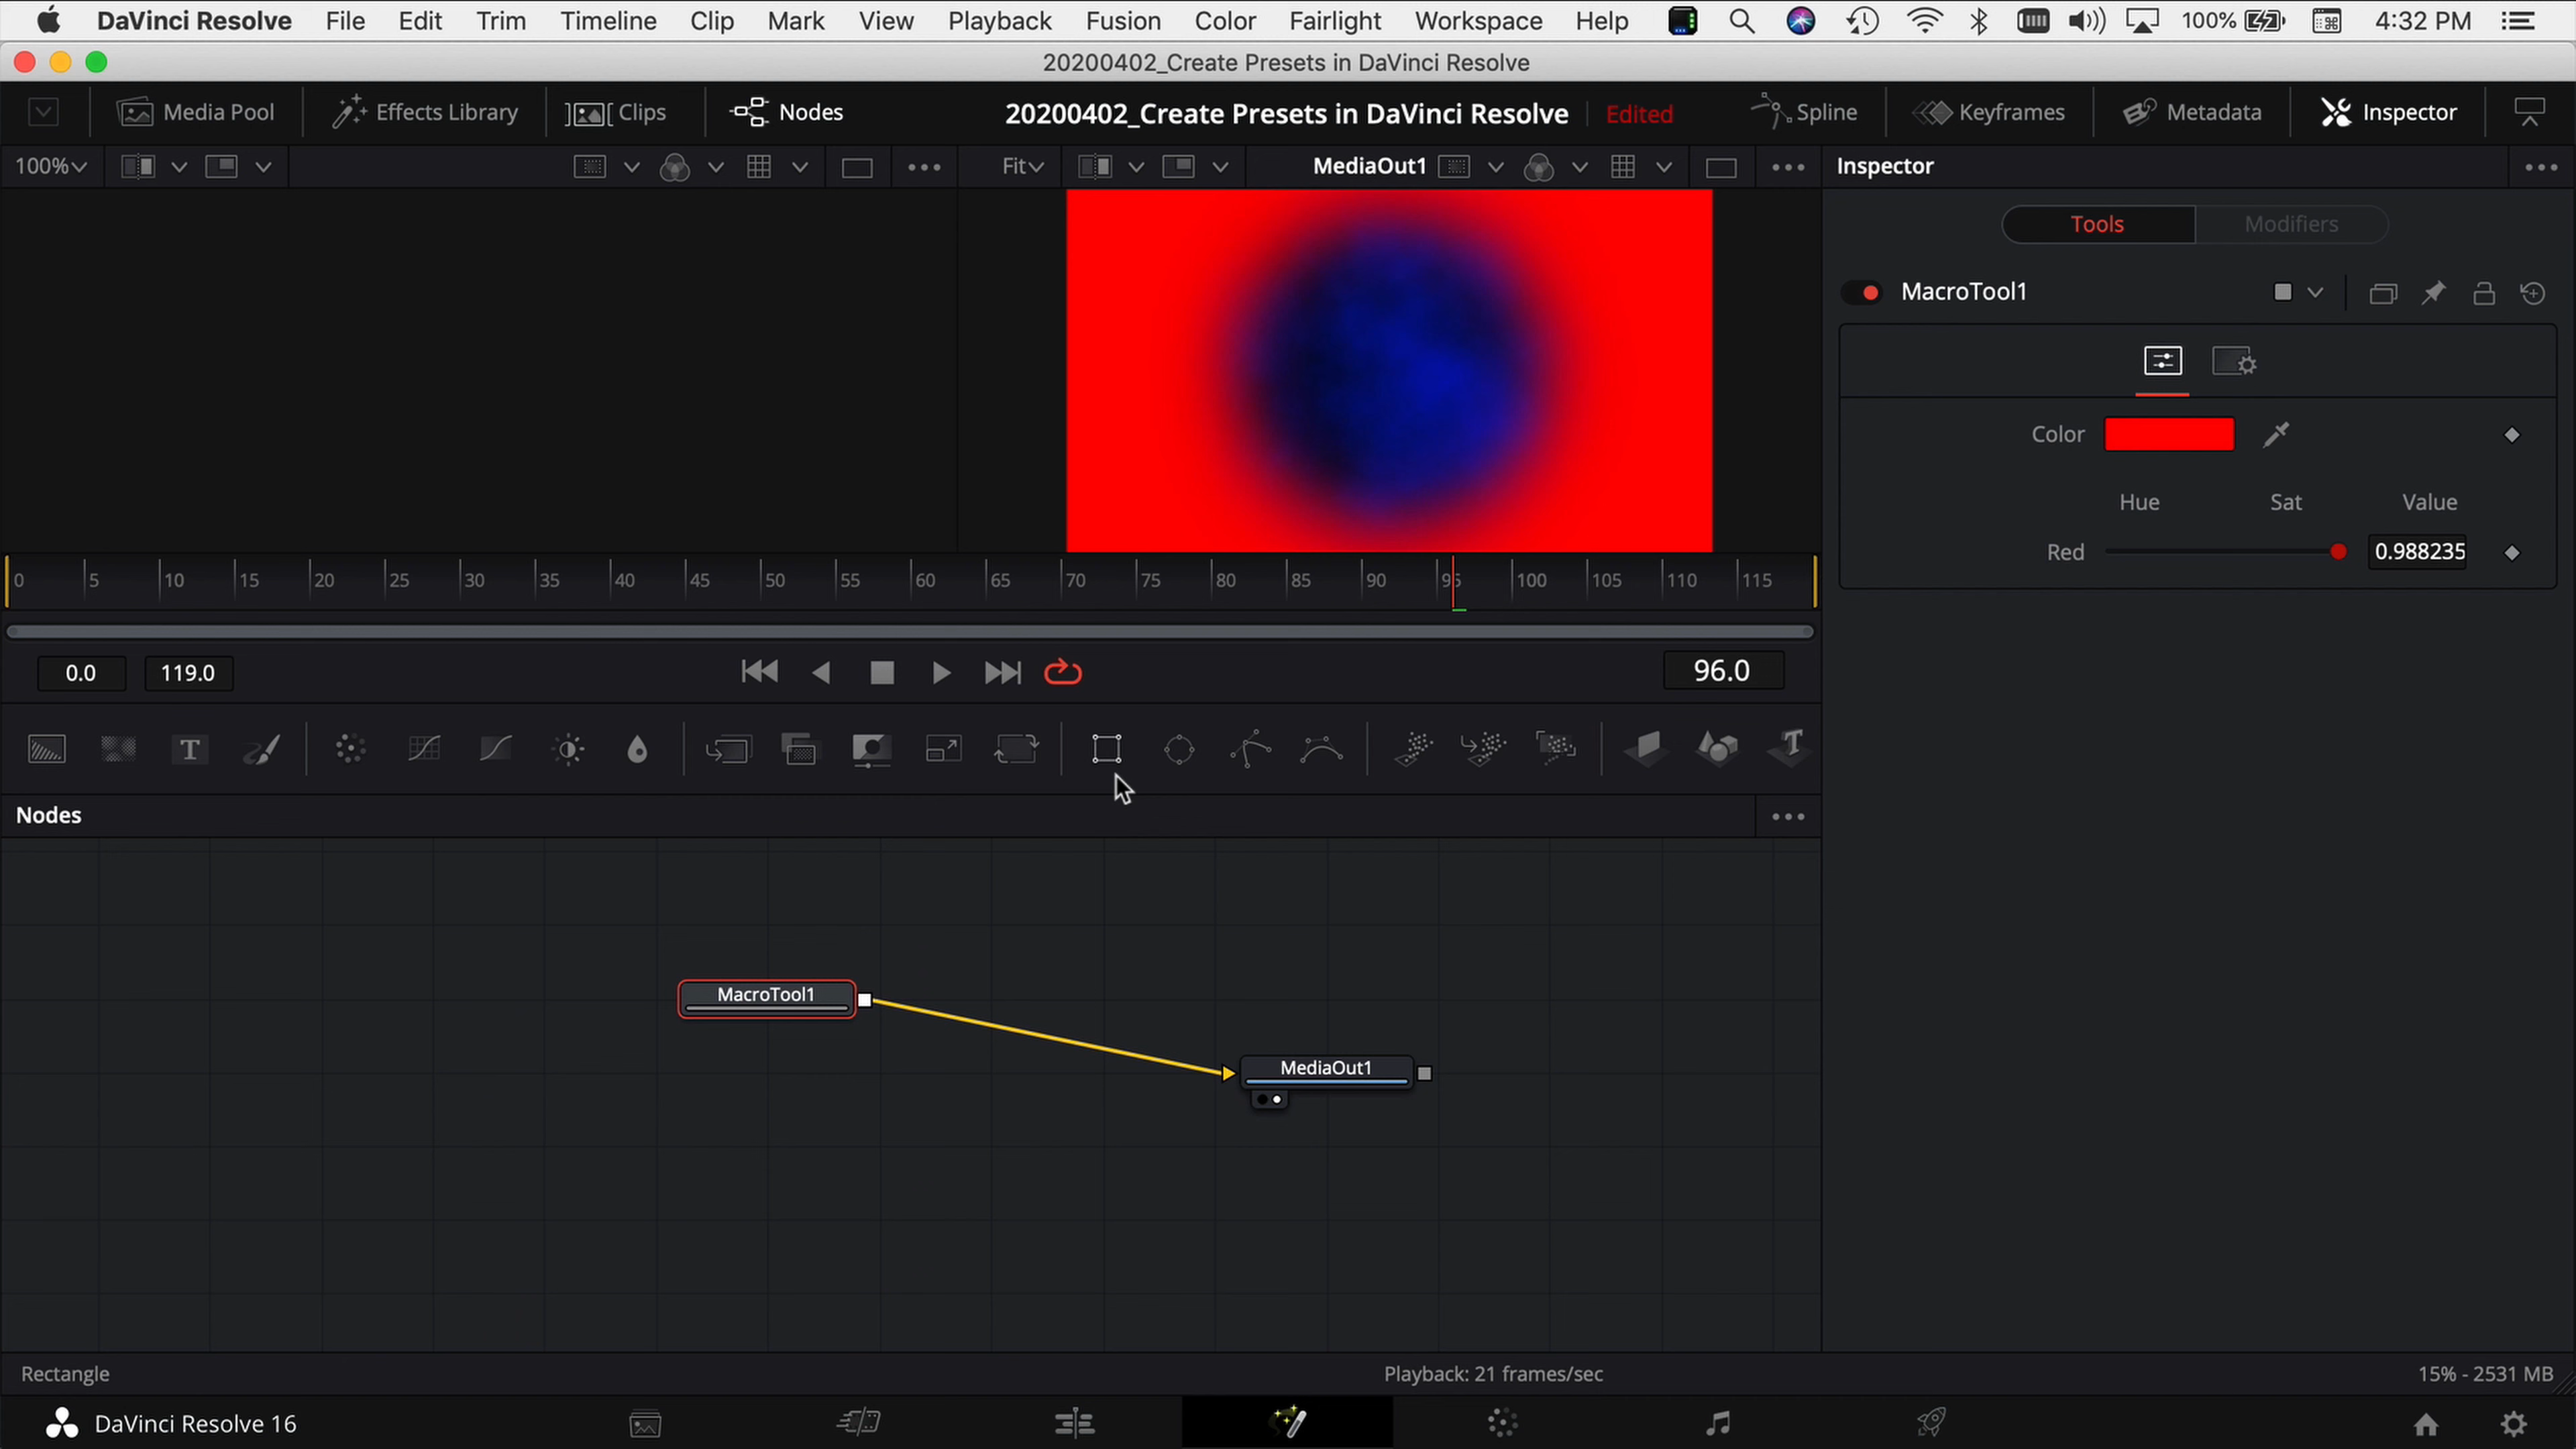 DaVinci Resolve File Edit Trim Timeline Clip Mark View Playback Fusion Color Fairlight Workspace Help 100% 4:32 PM
20200402_Create Presets in DaVinci Resolve
Media Pool Effects Library Clips Nodes 20200402_Create Presets in DaVinci Resolve Edited Spline Keyframes Metadata Inspector
100% Fit MediaOut1 Inspector
Tools Modifiers
MacroTool1
Color
Hue Sat Value
Red 0.988235
0 5 10 15 20 25 30 35 40 45 50 55 60 65 70 75 80 85 90 95 100 105 110 115
0.0 119.0 96.0
T T
Nodes
MacroTool1
MediaOut1
Rectangle Playback: 21 frames/sec 15% - 2531 MB
DaVinci Resolve 16